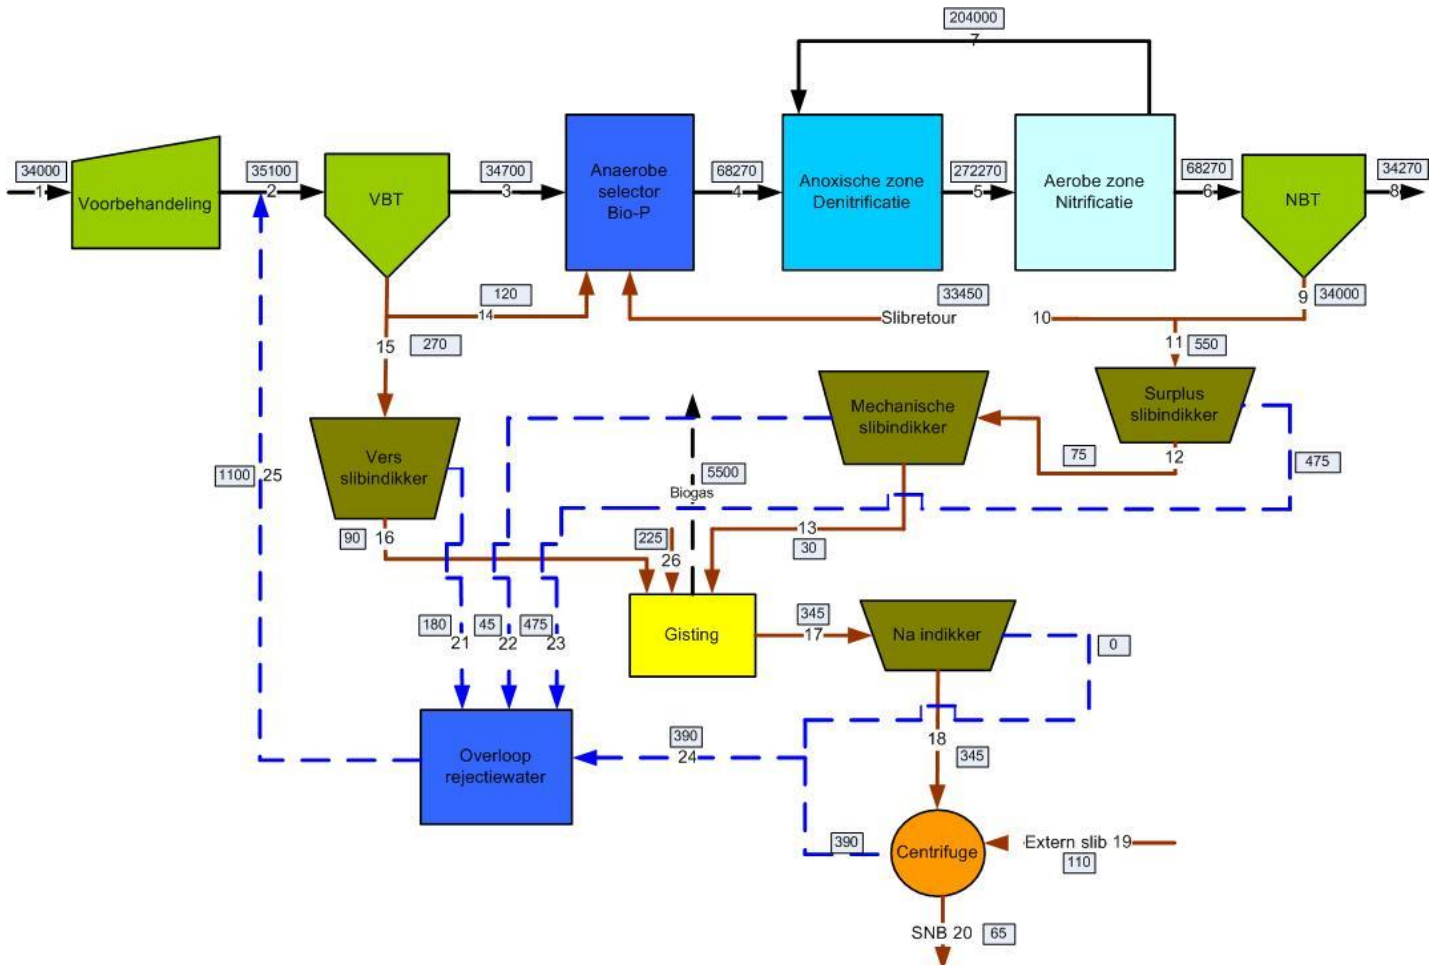 204000
7
34000
1
Voorbehandeling
35100
2
VBT
34700
3
Anaerobe
selector
Bio-P
68270
4
Anoxische zone
Denitrificatie
272270
5
Aerobe zone
Nitrificatie
68270
6
NBT
34270
8
120
14
33450
Slibretour
10
9
34000
15
270
11
550
Vers
slibindikker
Mechanische
slibindikker
Surplus
slibindikker
12
75
475
1100
25
5500
Biogas
90
16
225
26
13
30
180
21
45
22
475
23
Gisting
345
17
Na indikker
0
Overloop
rejectiewater
390
24
18
345
390
Centrifuge
Extern slib 19
110
SNB 20
65